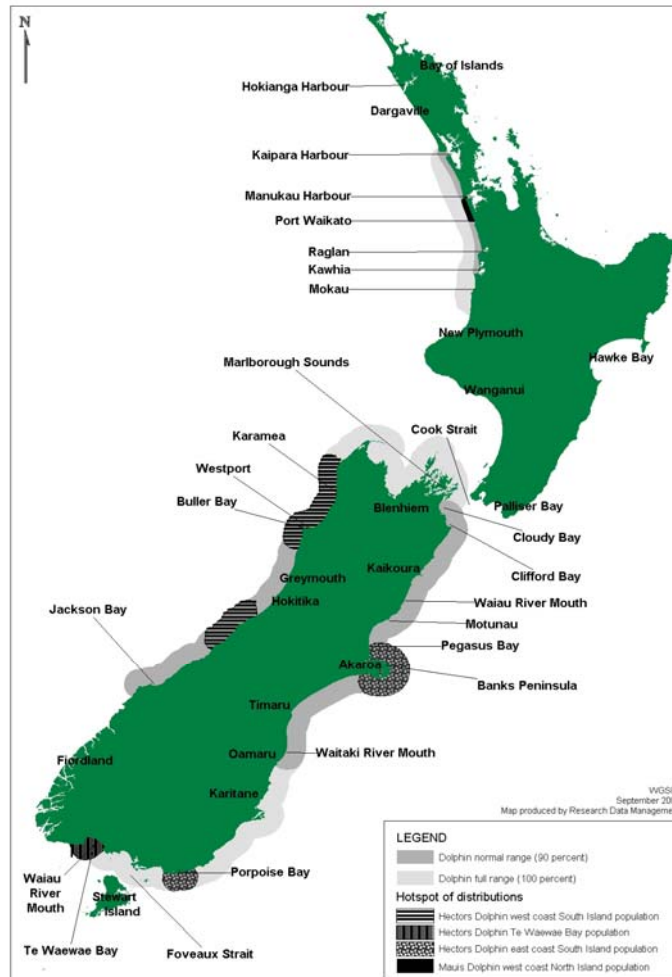 N
Bay of Islands
Hokianga Harbour
Dargaville
Kaipara Harbour
Manukau Harbour
Port Waikato
Raglan
Kawhia
Mokau
New Plymouth
Hawke Bay
Marlborough Sounds
Wanganui
Cook Strait
Karamea
Westport
Buller Bay
Blenhiem
Palliser Bay
Cloudy Bay
Clifford Bay
Kaikoura
Greymouth
Hokitika
Waiau River Mouth
Motunau
Jackson Bay
Pegasus Bay
Akaroa
Banks Peninsula
Timaru
Oamaru
Waitaki River Mouth
Fiordland
Karitane
September
Map produced by Research Data Manageme
Waiau
River
Mouth
Porpoise Bay
Stewart
Island
Te Waewae Bay
Foveaux Strait
LEGEND
Dolphin normal range (90 percent)
Dolphin full range (100 percent)
Hotspot of distributions
Hectors Dolphin west coast South Island population
Hectors Dolphin Te Waewae Bay population
Hectors Dolphin east coast South Island population
Mauis Dolphin west coast North Island population